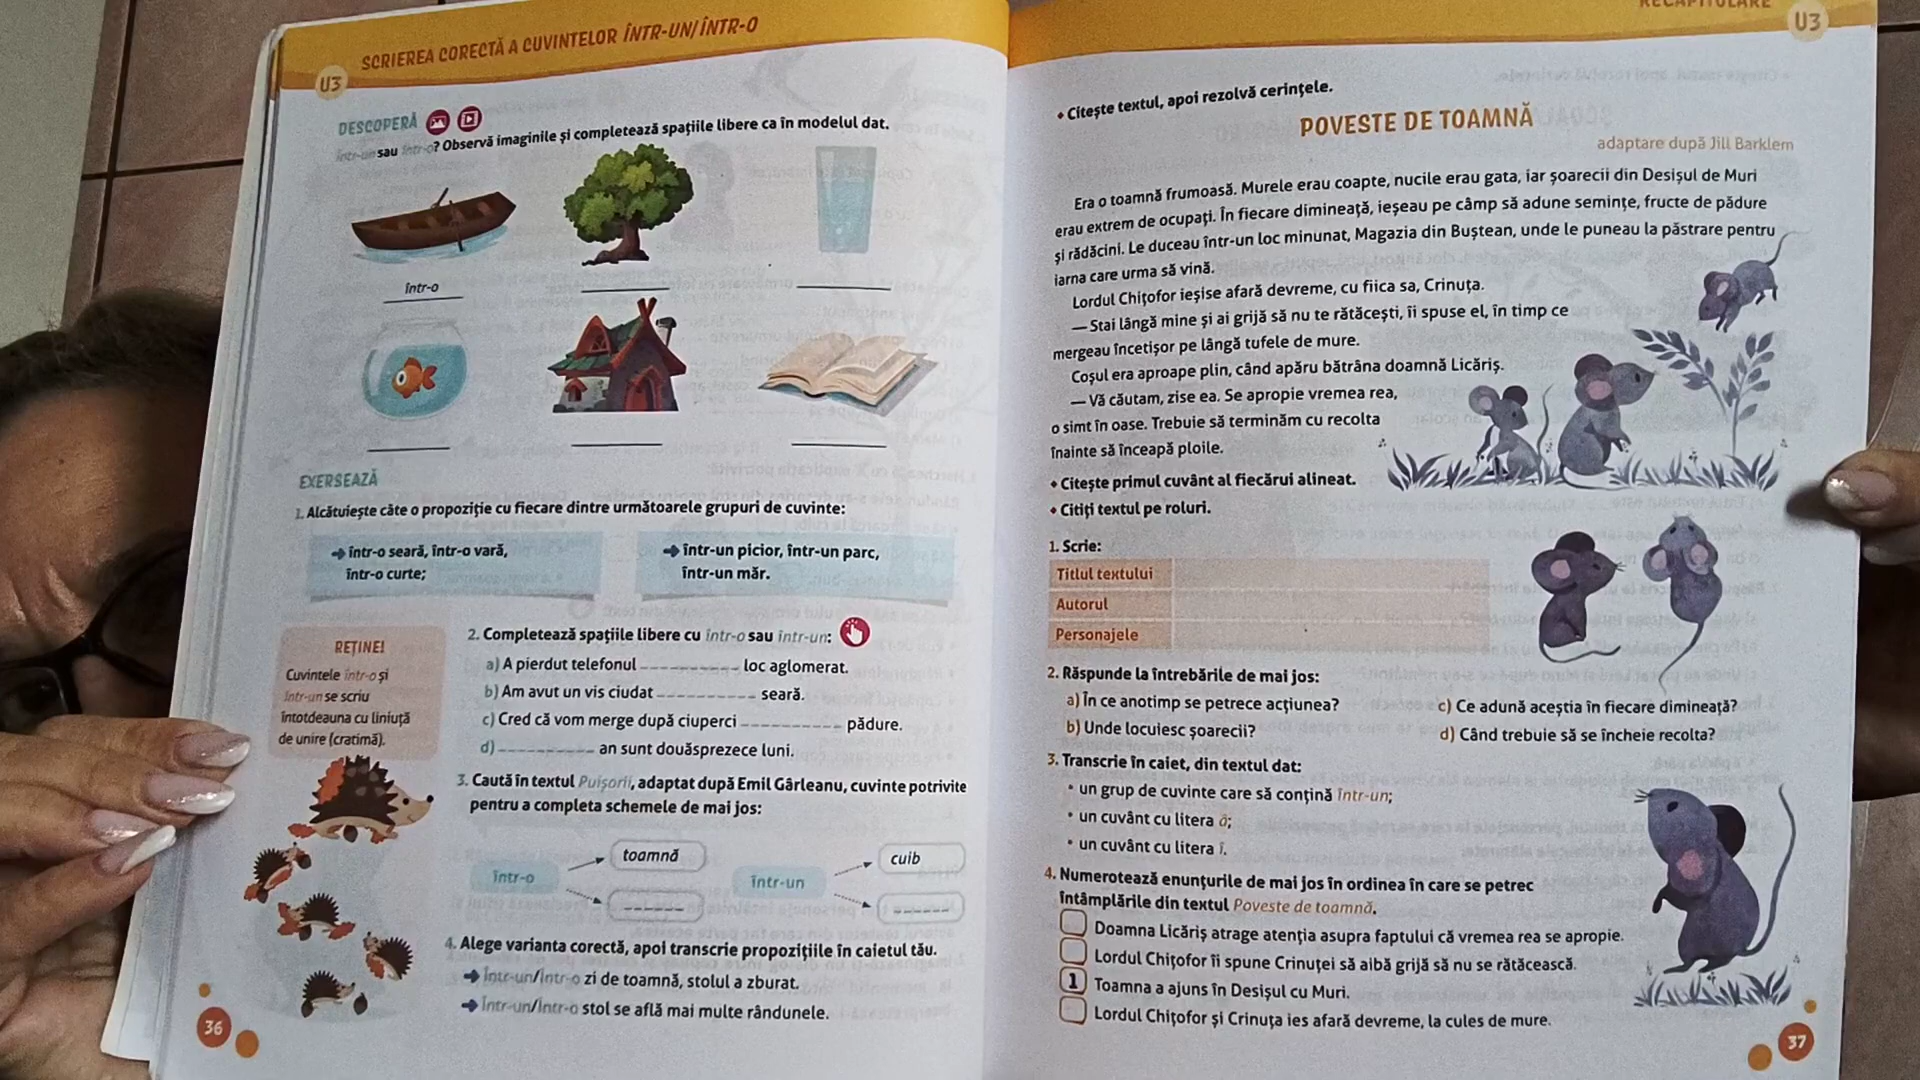 SCRIEREA CORECTĂ A CUVINTELOR ÎNTR-UN/ÎNTR-O
U3
DESCOPERĂ
într-un sau într-o? Observă imaginile și completează spațiile libere ca în modelul dat.
într-o
EXERSEAZĂ
1. Alcătuiește câte o propoziție cu fiecare dintre următoarele grupuri de cuvinte:
într-o seară, într-o vară,
într-o curte;
într-un picior, într-un parc,
într-un măr.
REȚINE!
Cuvintele într-o și
într-un se scriu
întotdeauna cu liniuță
de unire (cratimă).
2. Completează spațiile libere cu într-o sau într-un:
a) A pierdut telefonul __________ loc aglomerat.
b) Am avut un vis ciudat __________ seară.
c) Cred că vom merge după ciuperci __________ pădure.
d) __________ an sunt douăsprezece luni.
3. Caută în textul Puișorii, adaptat după Emil Gârleanu, cuvinte potrivite
pentru a completa schemele de mai jos:
într-o
toamnă
într-un
cuib
4. Alege varianta corectă, apoi transcrie propozițiile în caietul tău.
Într-un/Într-o zi de toamnă, stolul a zburat.
Într-un/Într-o stol se află mai multe rândunele.
36
RECAPITULARE
U3
• Citește textul, apoi rezolvă cerințele.
POVESTE DE TOAMNĂ
adaptare după Jill Barklem
Era o toamnă frumoasă. Murele erau coapte, nucile erau gata, iar șoarecii din Desișul de Muri
erau extrem de ocupați. În fiecare dimineață, ieșeau pe câmp să adune semințe, fructe de pădure
și rădăcini. Le duceau într-un loc minunat, Magazia din Buștean, unde le puneau la păstrare pentru
iarna care urma să vină.
Lordul Chițofor ieșise afară devreme, cu fiica sa, Crinuța.
— Stai lângă mine și ai grijă să nu te rătăcești, îi spuse el, în timp ce
mergeau încetișor pe lângă tufele de mure.
Coșul era aproape plin, când apăru bătrâna doamnă Licăriș.
— Vă căutam, zise ea. Se apropie vremea rea,
o simt în oase. Trebuie să terminăm cu recolta
înainte să înceapă ploile.
• Citește primul cuvânt al fiecărui alineat.
• Citiți textul pe roluri.
1. Scrie:
Titlul textului
Autorul
Personajele
2. Răspunde la întrebările de mai jos:
a) În ce anotimp se petrece acțiunea?
b) Unde locuiesc șoarecii?
c) Ce adună aceștia în fiecare dimineață?
d) Când trebuie să se încheie recolta?
3. Transcrie în caiet, din textul dat:
• un grup de cuvinte care să conțină într-un;
• un cuvânt cu litera â;
• un cuvânt cu litera î.
4. Numerotează enunțurile de mai jos în ordinea în care se petrec
întâmplările din textul Poveste de toamnă.
Doamna Licăriș atrage atenția asupra faptului că vremea rea se apropie.
Lordul Chițofor îi spune Crinuței să aibă grijă să nu se rătăcească.
1 Toamna a ajuns în Desișul cu Muri.
Lordul Chițofor și Crinuța ies afară devreme, la cules de mure.
37